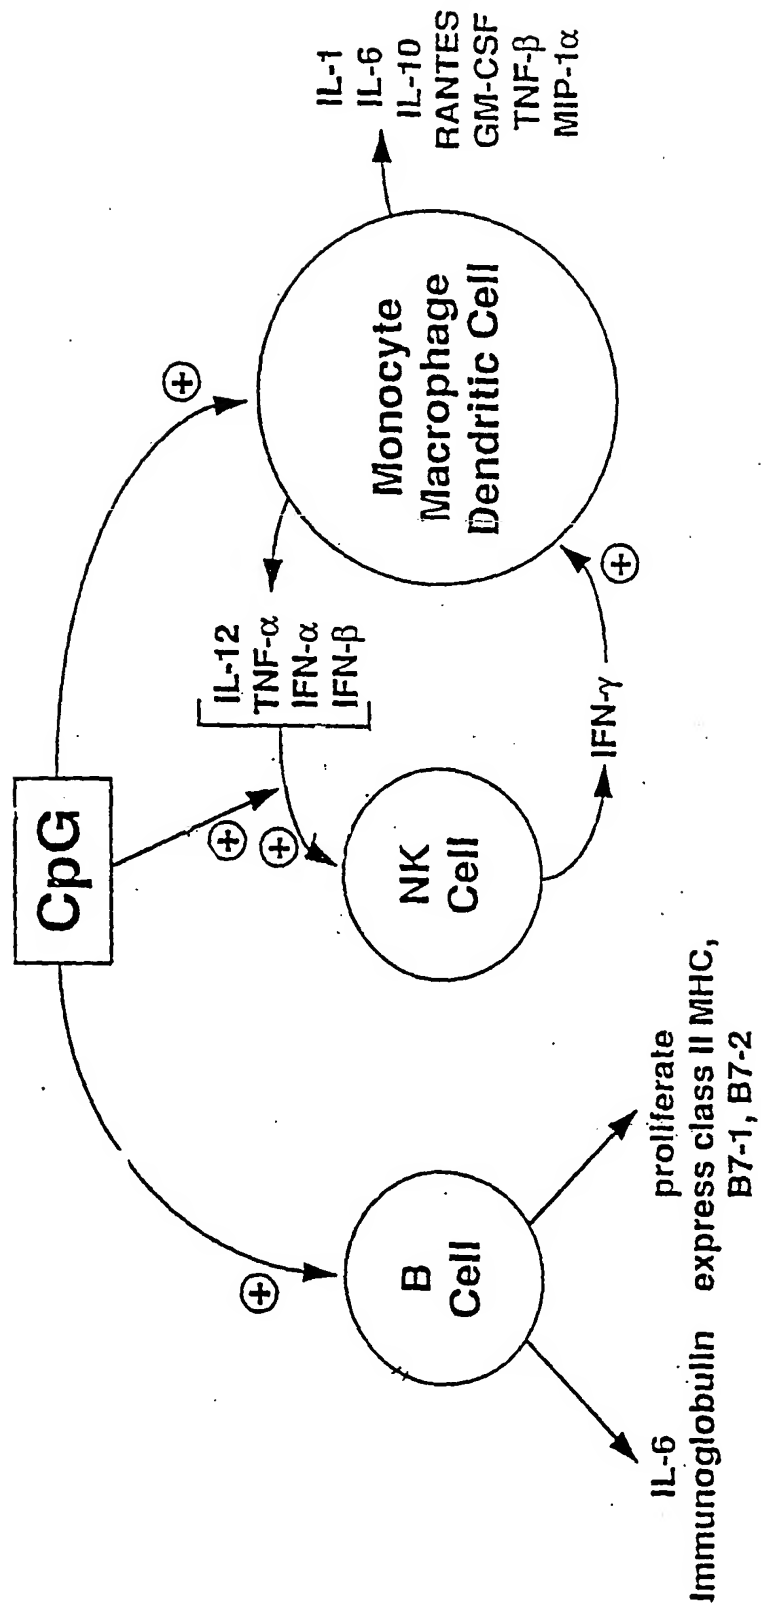 CpG
+
+
+
+
+
IL-12
TNF-α
IFN-α
IFN-β
B
Cell
NK
Cell
Monocyte
Macrophage
Dendritic Cell
IL-1
IL-6
IL-10
RANTES
GM-CSF
TNF-β
MIP-1α
IFN-γ
IL-6
Immunoglobulin
proliferate
express class II MHC,
B7-1, B7-2